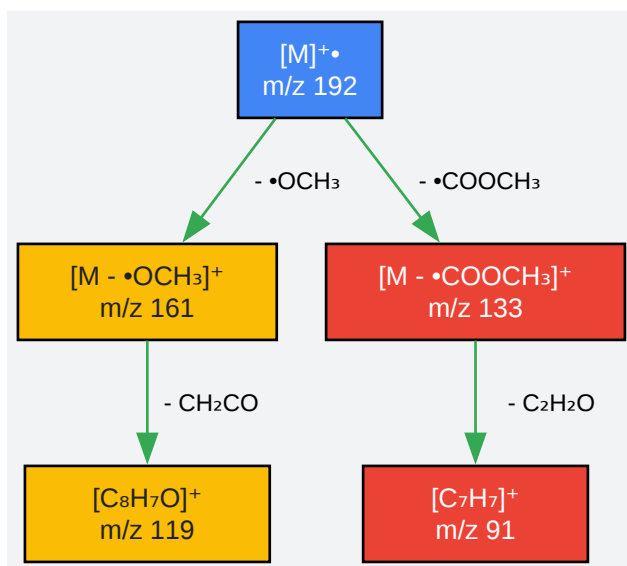 [M]⁺•
m/z 192
- •OCH₃
- •COOCH₃
[M - •OCH₃]⁺
m/z 161
[M - •COOCH₃]⁺
m/z 133
- CH₂CO
- C₂H₂O
[C₈H₇O]⁺
m/z 119
[C₇H₇]⁺
m/z 91